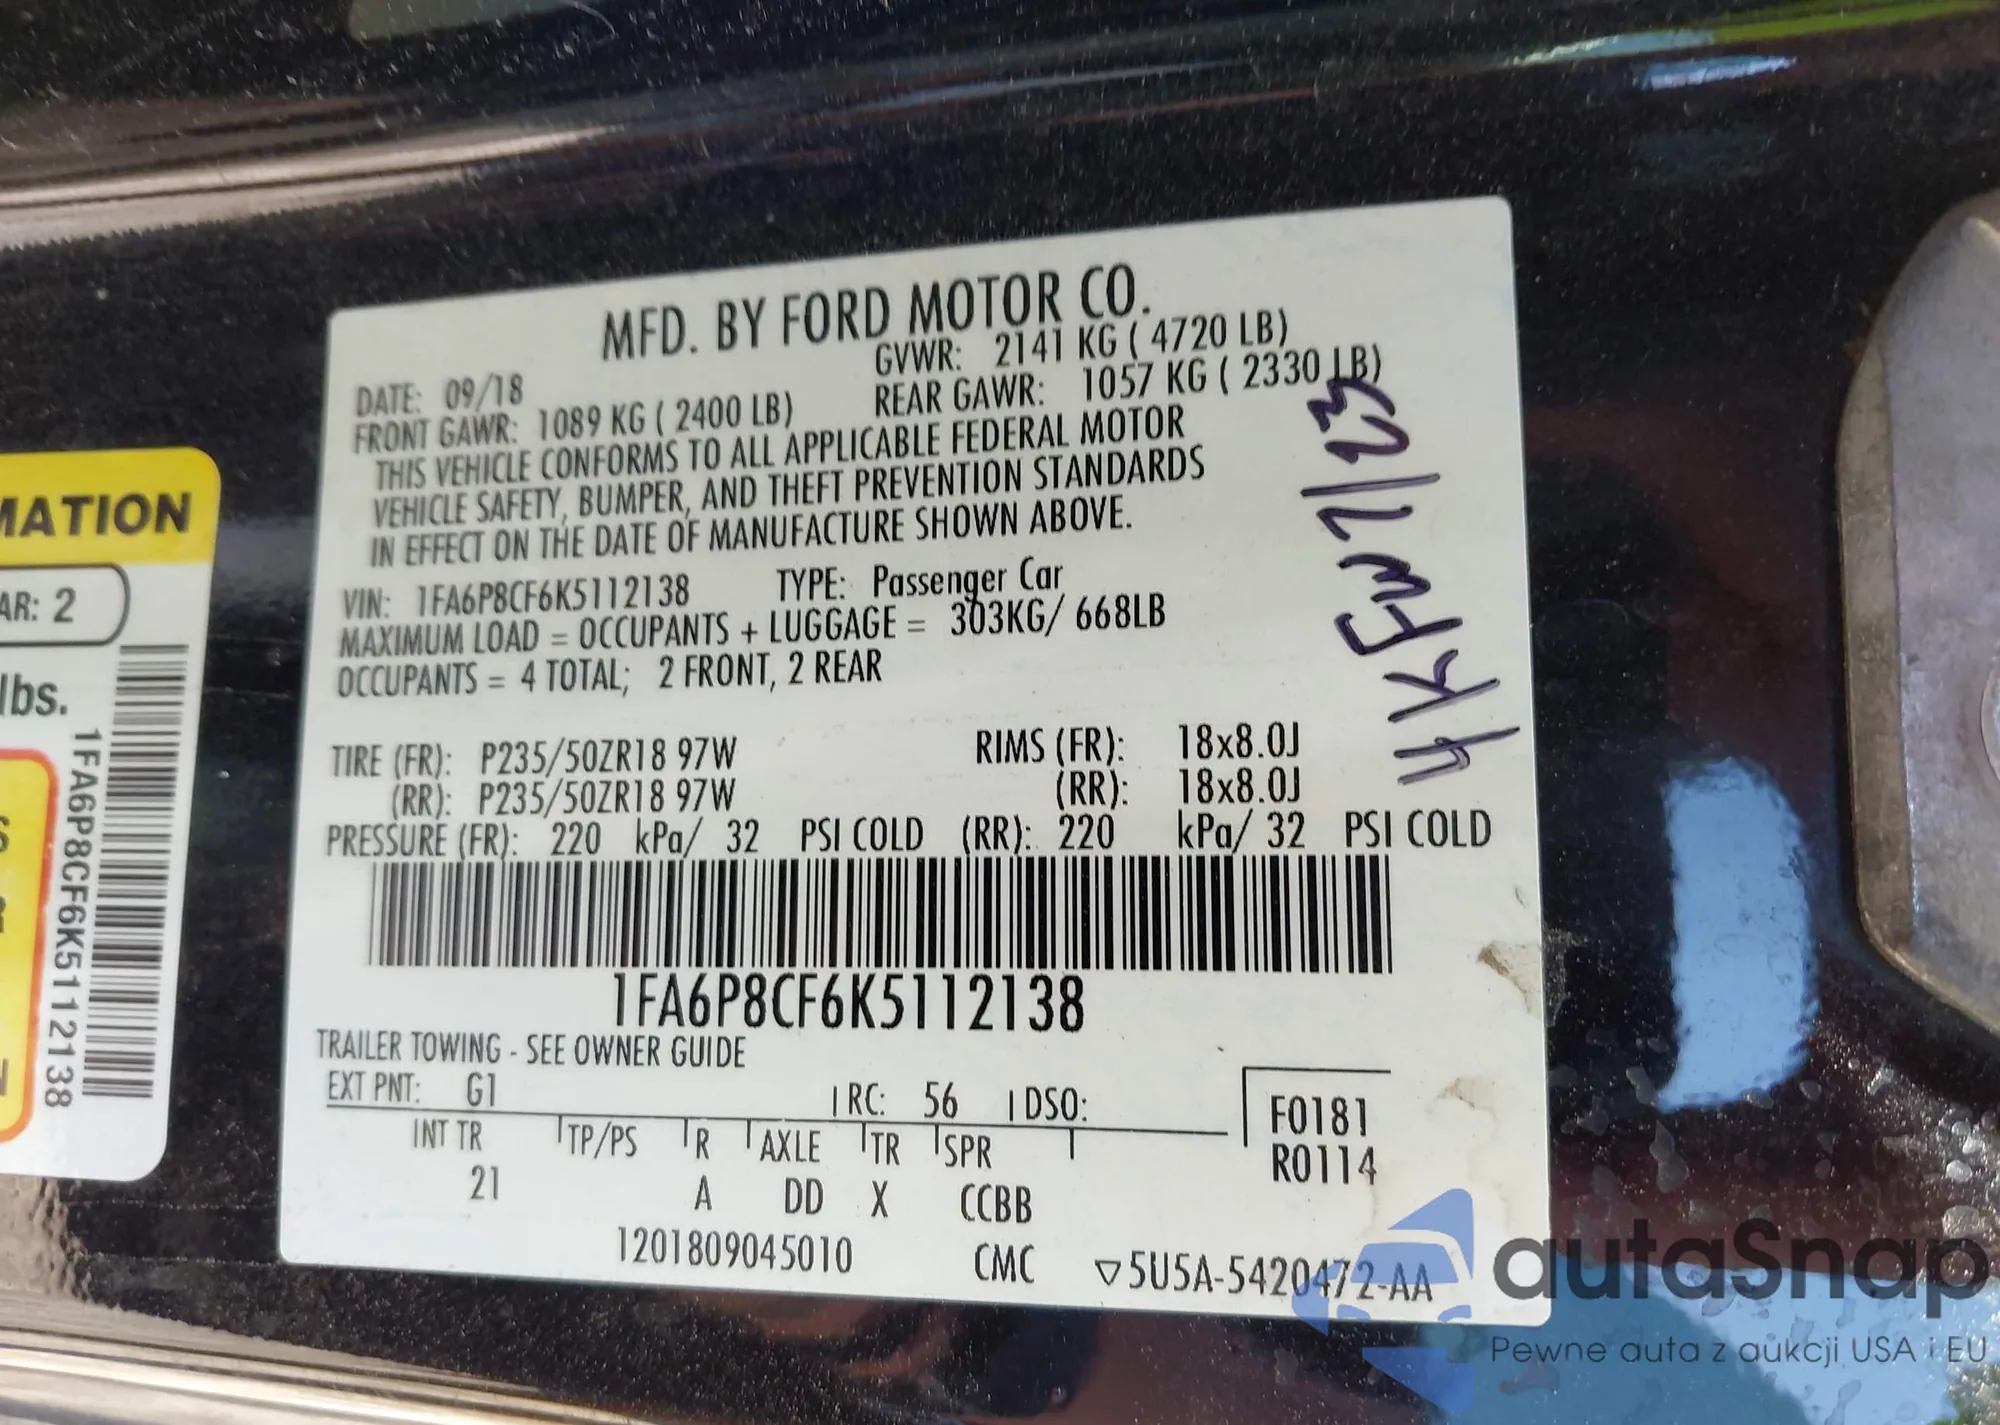 MFD. BY FORD MOTOR CO.
DATE: 09/18 GVWR: 2141 KG ( 4720 LB)
FRONT GAWR: 1089 KG ( 2400 LB) REAR GAWR: 1057 KG ( 2330 LB)
THIS VEHICLE CONFORMS TO ALL APPLICABLE FEDERAL MOTOR
VEHICLE SAFETY, BUMPER, AND THEFT PREVENTION STANDARDS
IN EFFECT ON THE DATE OF MANUFACTURE SHOWN ABOVE.
VIN: 1FA6P8CF6K5112138 TYPE: Passenger Car
MAXIMUM LOAD = OCCUPANTS + LUGGAGE = 303KG/ 668LB
OCCUPANTS = 4 TOTAL; 2 FRONT, 2 REAR
TIRE (FR): P235/50ZR18 97W RIMS (FR): 18x8.0J
(RR): P235/50ZR18 97W (RR): 18x8.0J
PRESSURE (FR): 220 kPa/ 32 PSI COLD (RR): 220 kPa/ 32 PSI COLD
1FA6P8CF6K5112138
TRAILER TOWING - SEE OWNER GUIDE
EXT PNT: G1 RC: 56 DSO:
F0181
R0114
INT TR TP/PS R AXLE TR SPR
21 A DD X CCBB
1201809045010 CMC ▽5U5A-5420472-AA
MATION
AR: 2
lbs.
1FA6P8CF6K5112138
autaSnap
Pewne auta z aukcji USA i EU